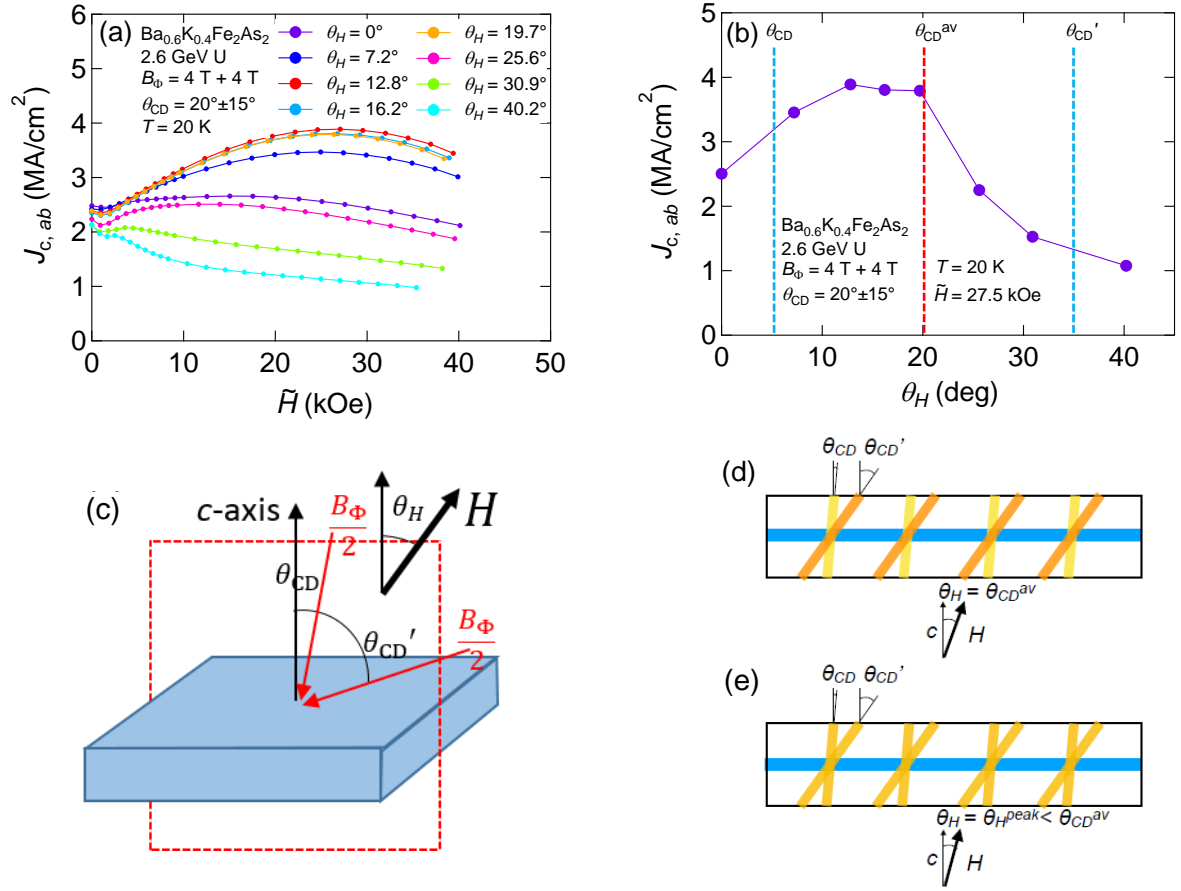 (a)
Ba0.6K0.4Fe2As2
2.6 GeV U
BΦ = 4 T + 4 T
θCD = 20°±15°
T = 20 K
θH = 0°
θH = 7.2°
θH = 12.8°
θH = 16.2°
θH = 19.7°
θH = 25.6°
θH = 30.9°
θH = 40.2°
Jc, ab (MA/cm2)
6
5
4
3
2
1
0
0 10 20 30 40 50
H̃ (kOe)
(b)
θCD
θCDav
θCD′
Jc, ab (MA/cm2)
5
4
3
2
1
0
Ba0.6K0.4Fe2As2
2.6 GeV U
BΦ = 4 T + 4 T
θCD = 20°±15°
T = 20 K
H̃ = 27.5 kOe
0 10 20 30 40
θH (deg)
(c)
c-axis
BΦ
2
θH
H
θCD
θCD′
BΦ
2
(d)
θCD θCD′
θH = θCDav
c H
(e)
θCD θCD′
θH = θHpeak< θCDav
c H